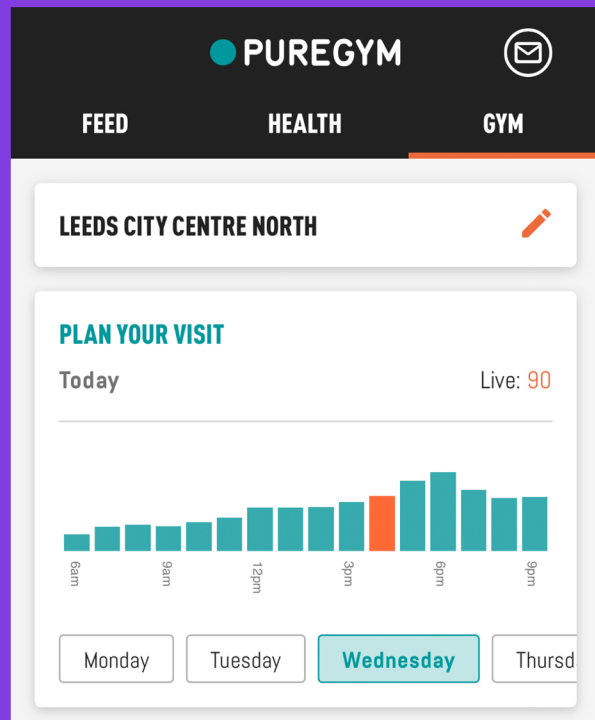 PUREGYM
FEED HEALTH GYM
LEEDS CITY CENTRE NORTH
PLAN YOUR VISIT
Today Live: 90
6am 9am 12pm 3pm 6pm 9pm
Monday Tuesday Wednesday Thursd